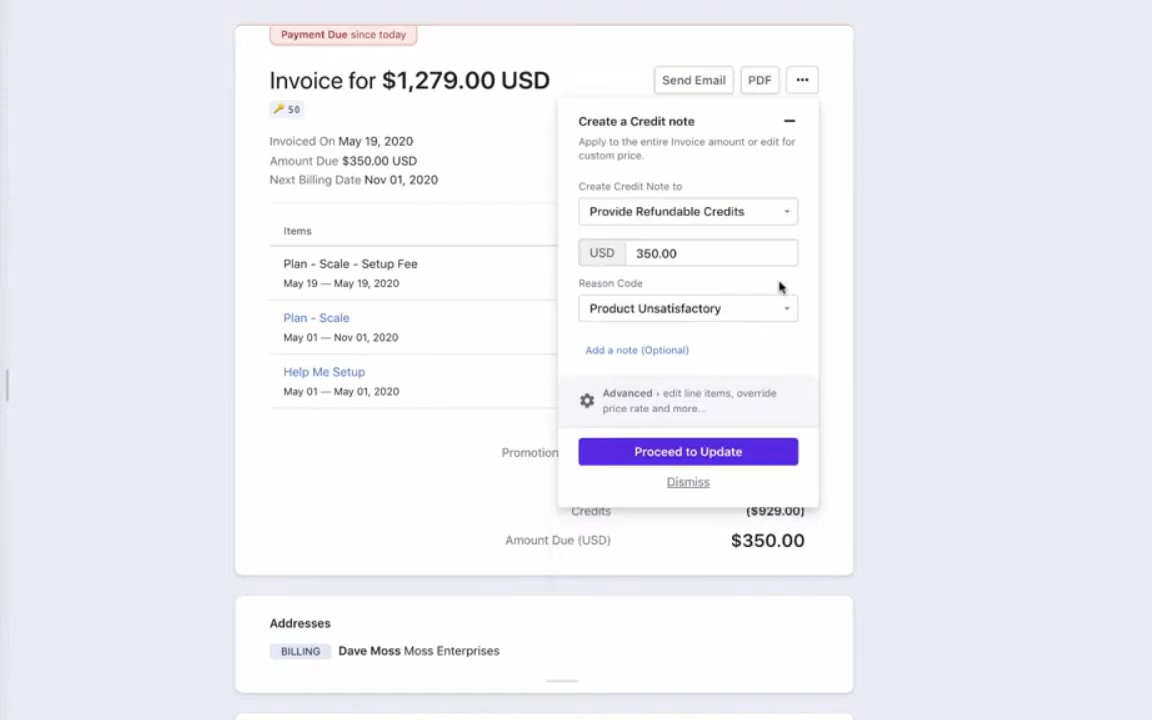 Payment Due since today
Invoice for $1,279.00 USD
Send Email
PDF
50
Invoiced On May 19, 2020
Amount Due $350.00 USD
Next Billing Date Nov 01, 2020
Items
Plan - Scale - Setup Fee
May 19 — May 19, 2020
Plan - Scale
May 01 — Nov 01, 2020
Help Me Setup
May 01 — May 01, 2020
Create a Credit note
Apply to the entire Invoice amount or edit for
custom price.
Create Credit Note to
Provide Refundable Credits
USD 350.00
Reason Code
Product Unsatisfactory
Add a note (Optional)
Advanced › edit line items, override
price rate and more...
Proceed to Update
Dismiss
Promotion
Credits ($929.00)
Amount Due (USD) $350.00
Addresses
BILLING Dave Moss Moss Enterprises